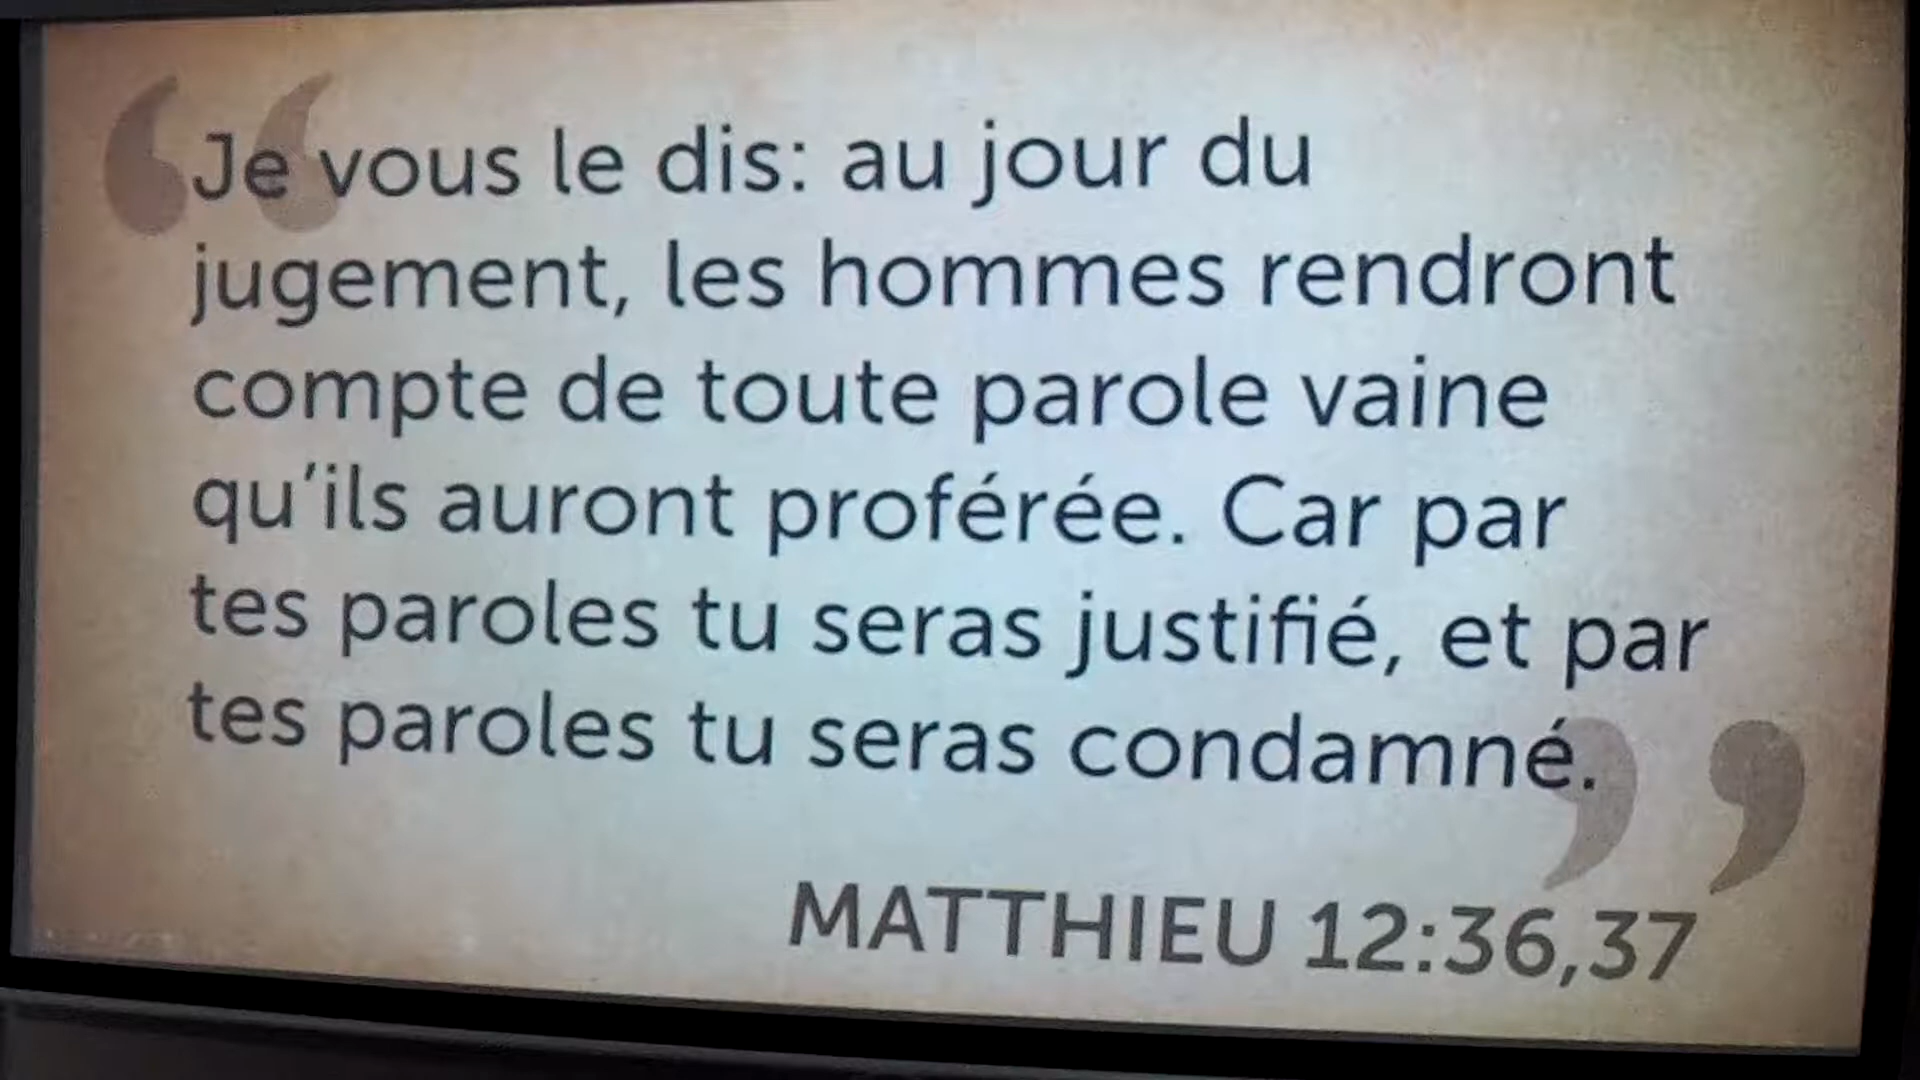 Je vous le dis: au jour du
jugement, les hommes rendront
compte de toute parole vaine
qu'ils auront proférée. Car par
tes paroles tu seras justifié, et par
tes paroles tu seras condamné.
MATTHIEU 12:36,37